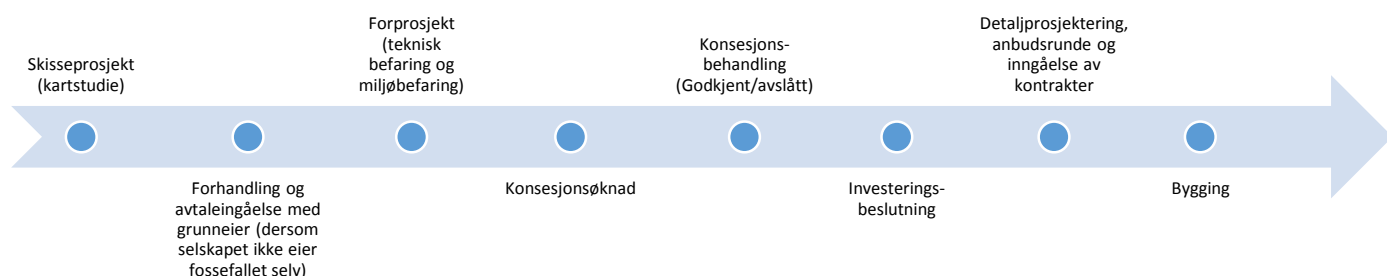 Skisseprosjekt
(kartstudie)
Forhandling og
avtaleingåelse med
grunneier (dersom
selskapet ikke eier
fossefallet selv)
Forprosjekt
(teknisk
befaring og
miljøbefaring)
Konsesjonsøknad
Konsesjons-
behandling
(Godkjent/avslått)
Investerings-
beslutning
Detaljprosjektering,
anbudsrunde og
inngåelse av
kontrakter
Bygging